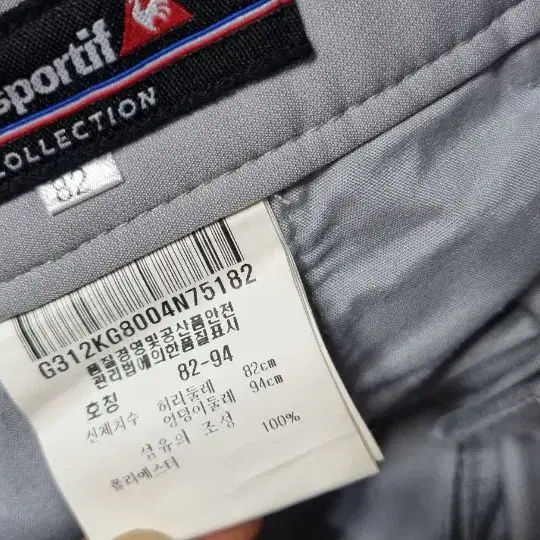 sportif
OLLECTION
82
G312KG8004N75182
품질경영및공산품안전
관리법에의한품질표시
호칭 82-94
신체치수 허리둘레 82cm
엉덩이둘레 94cm
섬유의 조성
폴리에스터 100%